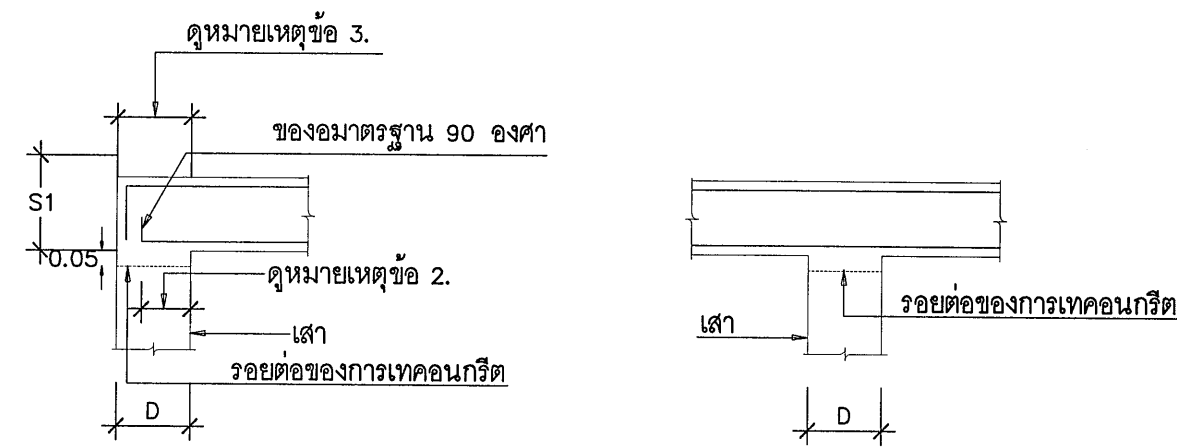 ดูหมายเหตุข้อ 3.
ของอมาตรฐาน 90 องศา
S1
0.05
ดูหมายเหตุข้อ 2.
เสา
รอยต่อของการเทคอนกรีต
D
รอยต่อของการเทคอนกรีต
เสา
D